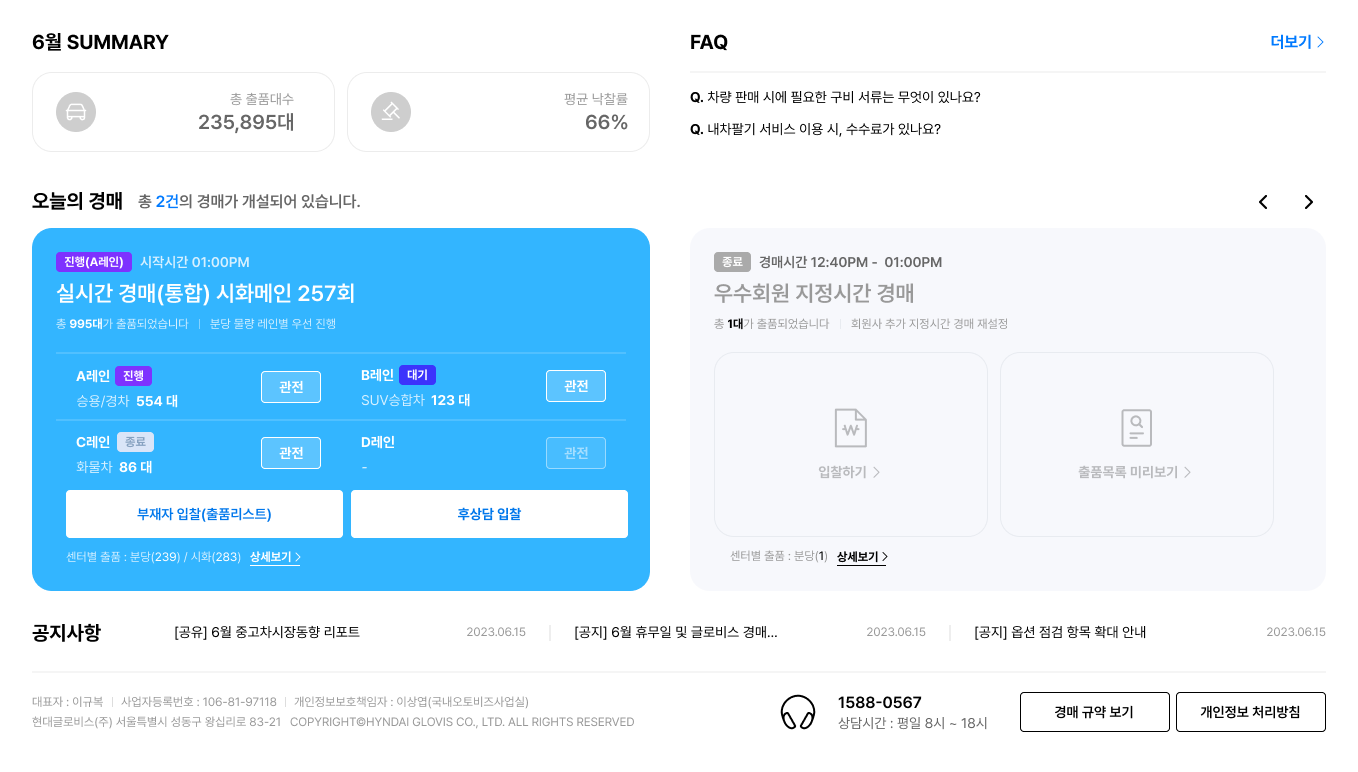 6월 SUMMARY
총 출품대수
235,895대
평균 낙찰률
66%
FAQ
더보기
Q. 차량 판매 시에 필요한 구비 서류는 무엇이 있나요?
Q. 내차팔기 서비스 이용 시, 수수료가 있나요?
오늘의 경매 총 2건의 경매가 개설되어 있습니다.
진행(A레인) 시작시간 01:00PM
실시간 경매(통합) 시화메인 257회
총 995대가 출품되었습니다 분당 물량 레인별 우선 진행
A레인 진행
승용/경차 554 대
관전
B레인 대기
SUV승합차 123 대
관전
C레인 종료
화물차 86 대
관전
D레인
-
관전
부재자 입찰(출품리스트)
후상담 입찰
센터별 출품 : 분당(239) / 시화(283) 상세보기
종료 경매시간 12:40PM - 01:00PM
우수회원 지정시간 경매
총 1대가 출품되었습니다 회원사 추가 지정시간 경매 재설정
입찰하기
출품목록 미리보기
센터별 출품 : 분당(1) 상세보기
공지사항
[공유] 6월 중고차시장동향 리포트 2023.06.15
[공지] 6월 휴무일 및 글로비스 경매... 2023.06.15
[공지] 옵션 점검 항목 확대 안내 2023.06.15
대표자 : 이규복 사업자등록번호 : 106-81-97118 개인정보보호책임자 : 이상엽(국내오토비즈사업실)
현대글로비스(주) 서울특별시 성동구 왕십리로 83-21 COPYRIGHT©HYNDAI GLOVIS CO., LTD. ALL RIGHTS RESERVED
1588-0567
상담시간 : 평일 8시 ~ 18시
경매 규약 보기
개인정보 처리방침